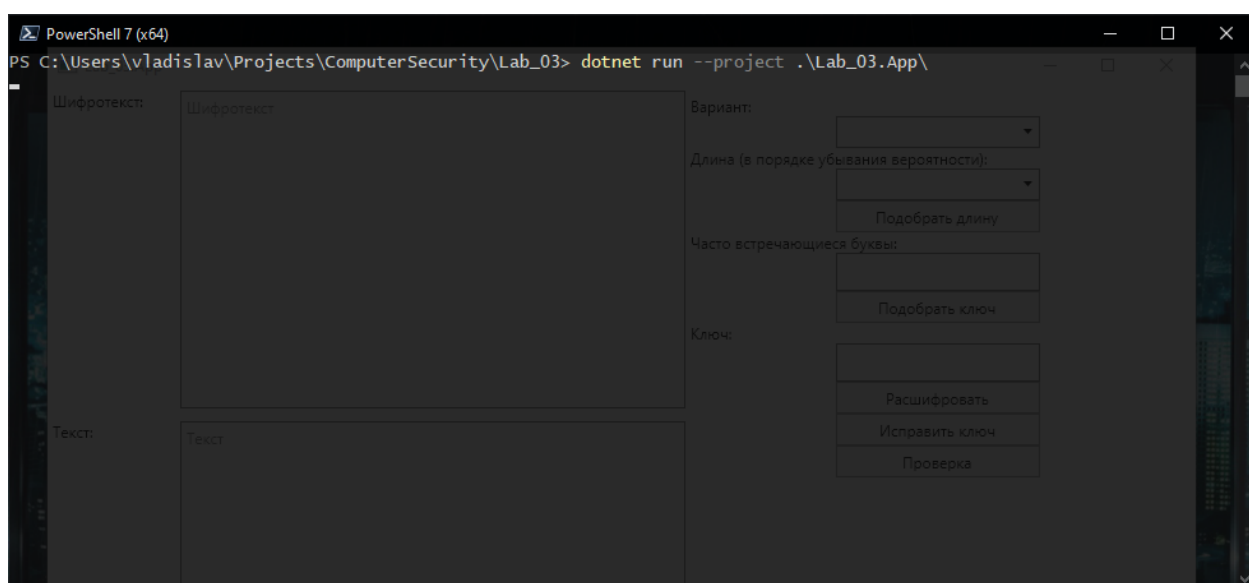 PowerShell 7 (x64)
PS C:\Users\vladislav\Projects\ComputerSecurity\Lab_03> dotnet run --project .\Lab_03.App\
Шифротекст:
Шифротекст
Вариант:
Длина (в порядке убывания вероятности):
Подобрать длину
Часто встречающиеся буквы:
Подобрать ключ
Ключ:
Расшифровать
Исправить ключ
Проверка
Текст:
Текст